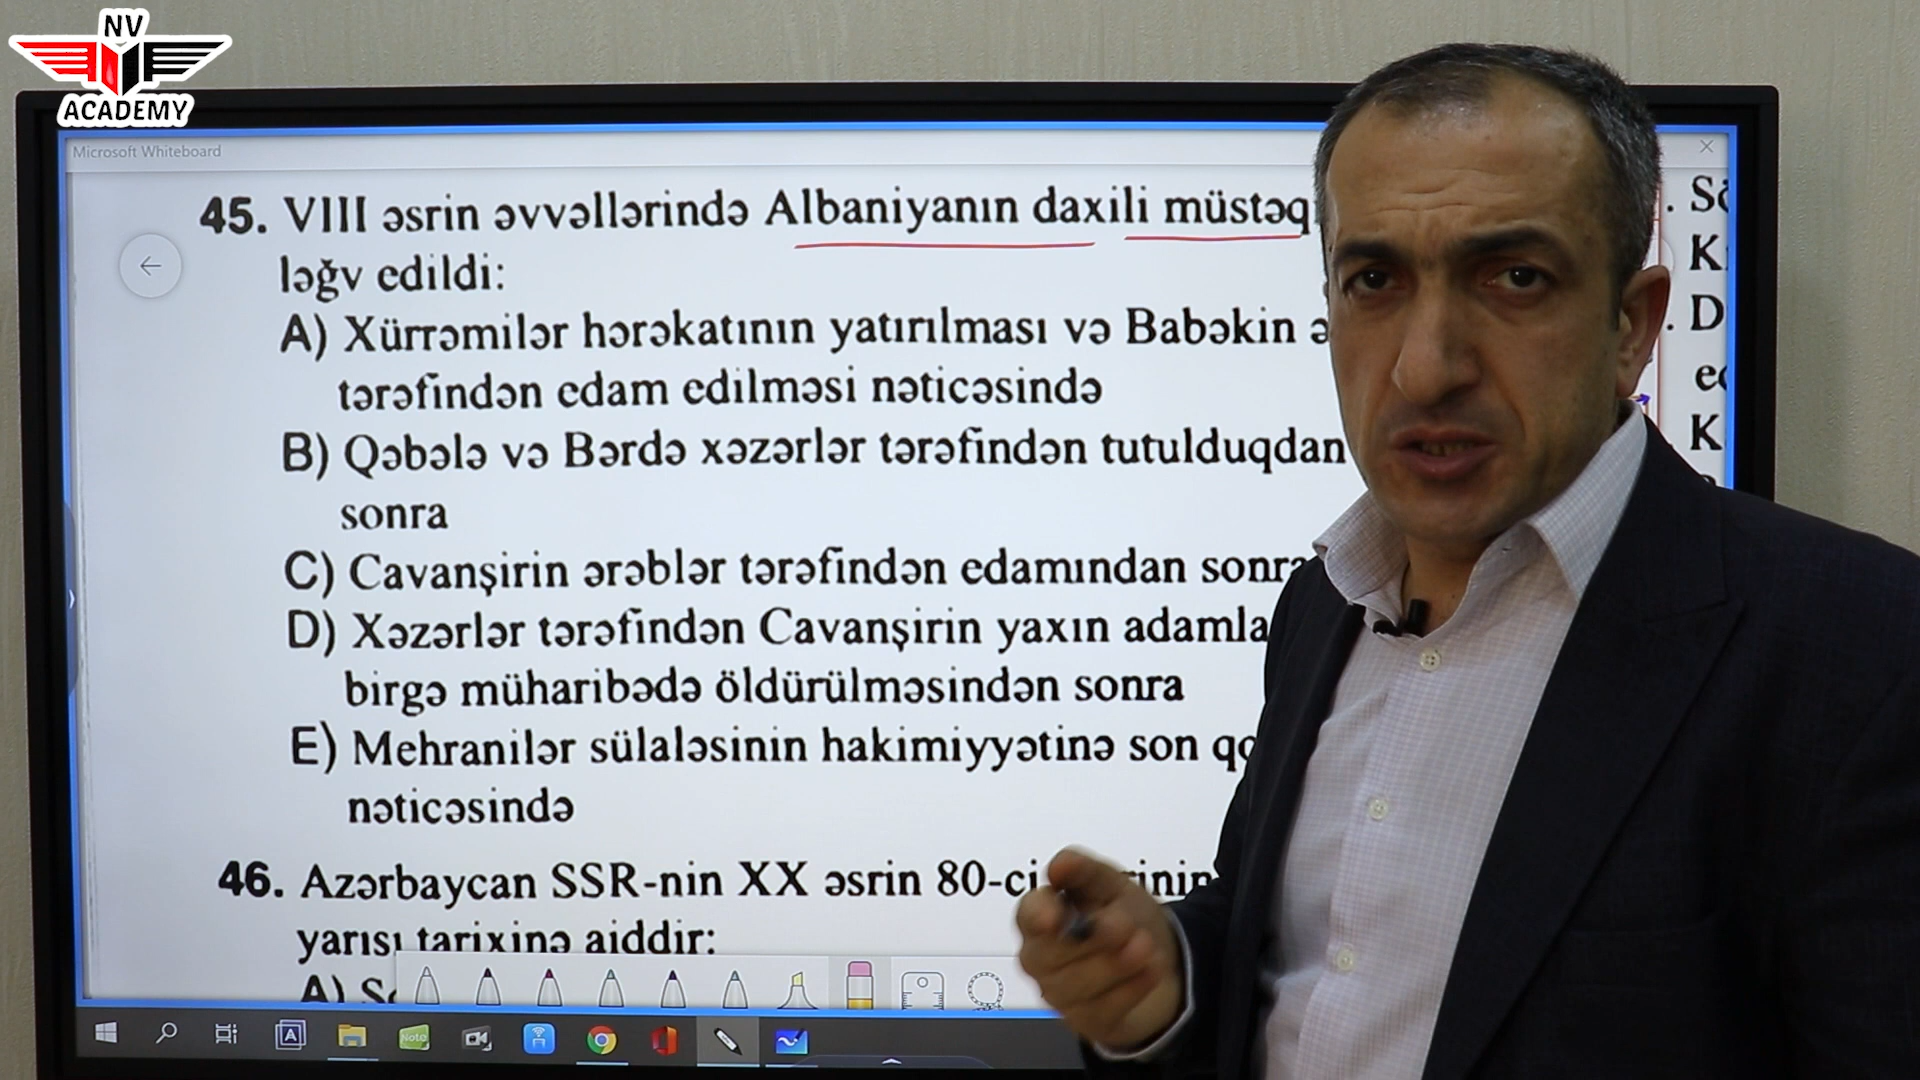 NV
ACADEMY
Microsoft Whiteboard
45. VIII əsrin əvvəllərində Albaniyanın daxili
ləğv edildi:
A) Xürrəmilər hərəkatının yatırılması və Babəkin
tərəfindən edam edilməsi nəticəsində
B) Qəbələ və Bərdə xəzərlər tərəfindən tutulduqdan
sonra
C) Cavanşirin ərəblər tərəfindən edamından sonra
D) Xəzərlər tərəfindən Cavanşirin yaxın
birgə müharibədə öldürülməsindən sonra
E) Mehranilər sülaləsinin hakimiyyətinə son
nəticəsində
46. Azərbaycan SSR-nin XX əsrin 80-ci
yarısı tarixinə aiddir:
A)